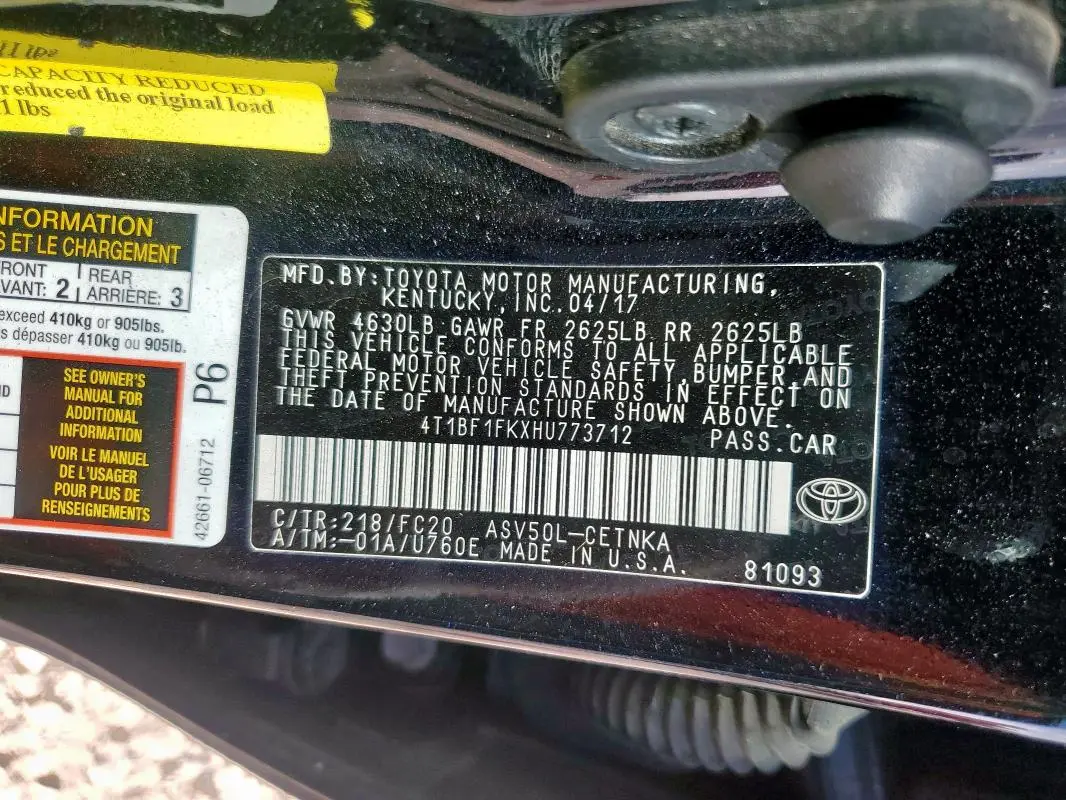 11 lbs
CAPACITY REDUCED
reduced the original load
1 lbs
NFORMATION
S ET LE CHARGEMENT
FRONT
VANT: 2
REAR
ARRIÈRE: 3
exceed 410kg or 905lbs.
s dépasser 410kg ou 905lb.
SEE OWNER'S
MANUAL FOR
ADDITIONAL
INFORMATION
VOIR LE MANUEL
DE L'USAGER
POUR PLUS DE
RENSEIGNEMENTS
P6
42661-06712
MFD.BY:TOYOTA MOTOR MANUFACTURING,
KENTUCKY, INC.04/17
GVWR 4630LB GAWR FR 2625LB RR 2625LB
THIS VEHICLE CONFORMS TO ALL APPLICABLE
FEDERAL MOTOR VEHICLE SAFETY,BUMPER,AND
THEFT PREVENTION STANDARDS IN EFFECT ON
THE DATE OF MANUFACTURE SHOWN ABOVE.
4T1BF1FKXHU773712 PASS.CAR
C/TR:218/FC20 ASV50L-CETNKA
A/TM:-01A/U760E MADE IN U.S.A.
81093